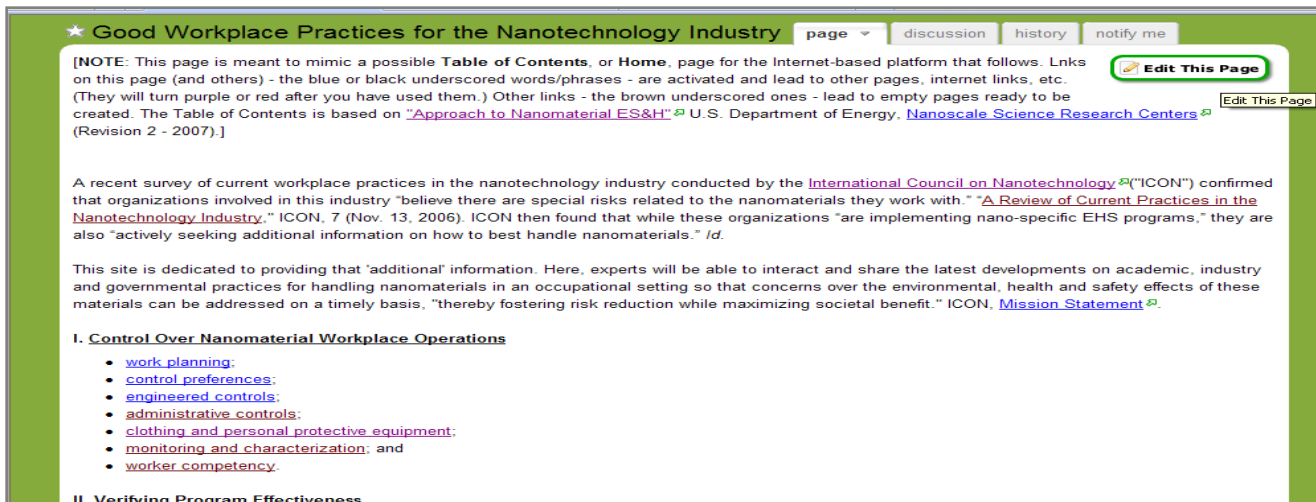 Good Workplace Practices for the Nanotechnology Industry page discussion history notify me
[NOTE: This page is meant to mimic a possible Table of Contents, or Home, page for the Internet-based platform that follows. Lnks
on this page (and others) - the blue or black underscored words/phrases - are activated and lead to other pages, internet links, etc.
(They will turn purple or red after you have used them.) Other links - the brown underscored ones - lead to empty pages ready to be
created. The Table of Contents is based on "Approach to Nanomaterial ES&H" U.S. Department of Energy, Nanoscale Science Research Centers
(Revision 2 - 2007).]
Edit This Page
Edit This Page
A recent survey of current workplace practices in the nanotechnology industry conducted by the International Council on Nanotechnology ("ICON") confirmed
that organizations involved in this industry “believe there are special risks related to the nanomaterials they work with.” “A Review of Current Practices in the
Nanotechnology Industry,” ICON, 7 (Nov. 13, 2006). ICON then found that while these organizations “are implementing nano-specific EHS programs,” they are
also “actively seeking additional information on how to best handle nanomaterials.” Id.
This site is dedicated to providing that 'additional' information. Here, experts will be able to interact and share the latest developments on academic, industry
and governmental practices for handling nanomaterials in an occupational setting so that concerns over the environmental, health and safety effects of these
materials can be addressed on a timely basis, "thereby fostering risk reduction while maximizing societal benefit." ICON, Mission Statement.
I. Control Over Nanomaterial Workplace Operations
• work planning;
• control preferences;
• engineered controls;
• administrative controls;
• clothing and personal protective equipment;
• monitoring and characterization; and
• worker competency.
II. Verifying Program Effectiveness